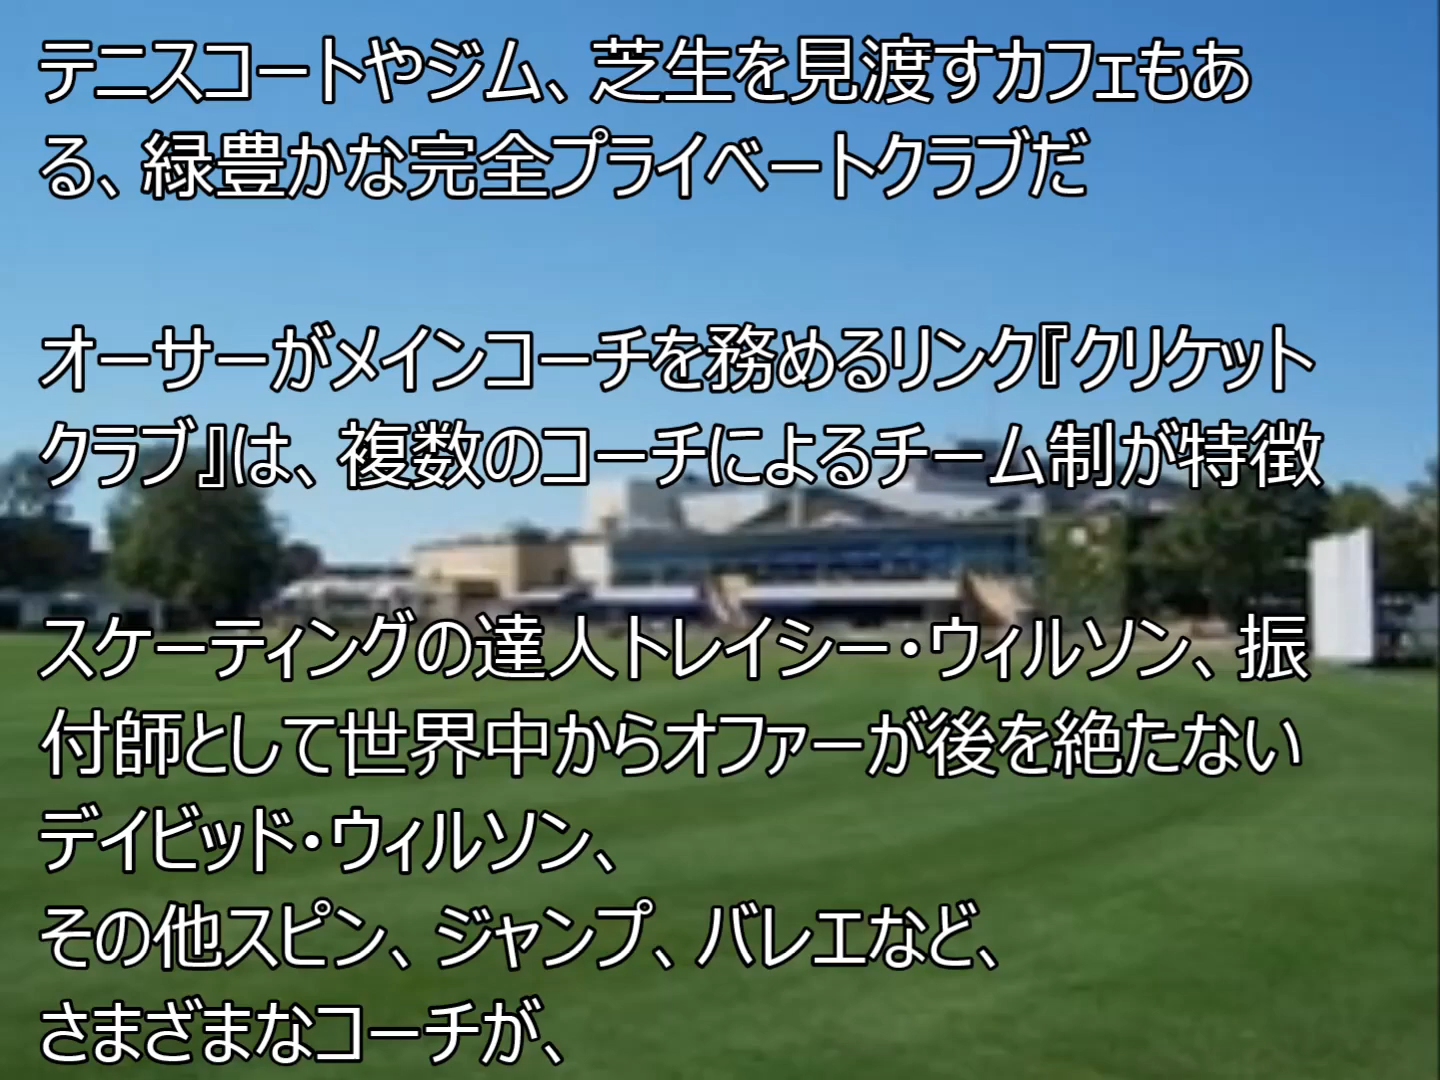 テニスコートやジム、芝生を見渡すカフェもあ
る、緑豊かな完全プライベートクラブだ
オーサーがメインコーチを務めるリンク『クリケット
クラブ』は、複数のコーチによるチーム制が特徴
スケーティングの達人トレイシー・ウィルソン、振
付師として世界中からオファーが後を絶たない
デイビッド・ウィルソン、
その他スピン、ジャンプ、バレエなど、
さまざまなコーチが、